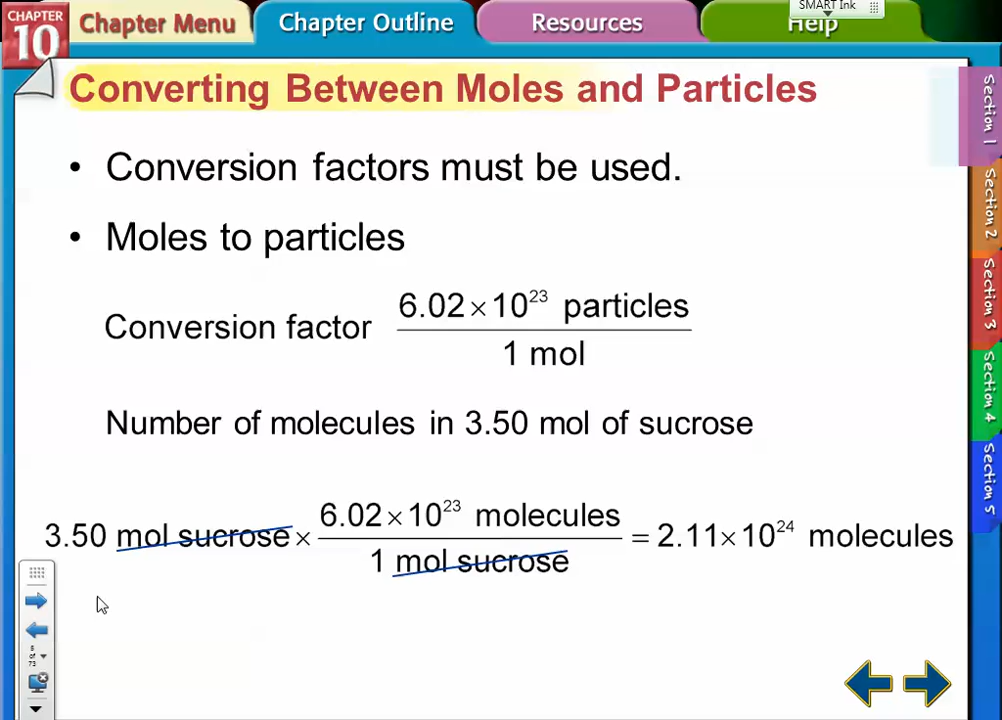 SMART Ink
CHAPTER
10
Chapter Menu
Chapter Outline
Resources
Help
Converting Between Moles and Particles
• Conversion factors must be used.
• Moles to particles
Conversion factor 6.02×10²³ particles
1 mol
Number of molecules in 3.50 mol of sucrose
3.50 mol sucrose × 6.02×10²³ molecules = 2.11×10²⁴ molecules
1 mol sucrose
Section 1
Section 2
Section 3
Section 4
Section 5
5
of
73